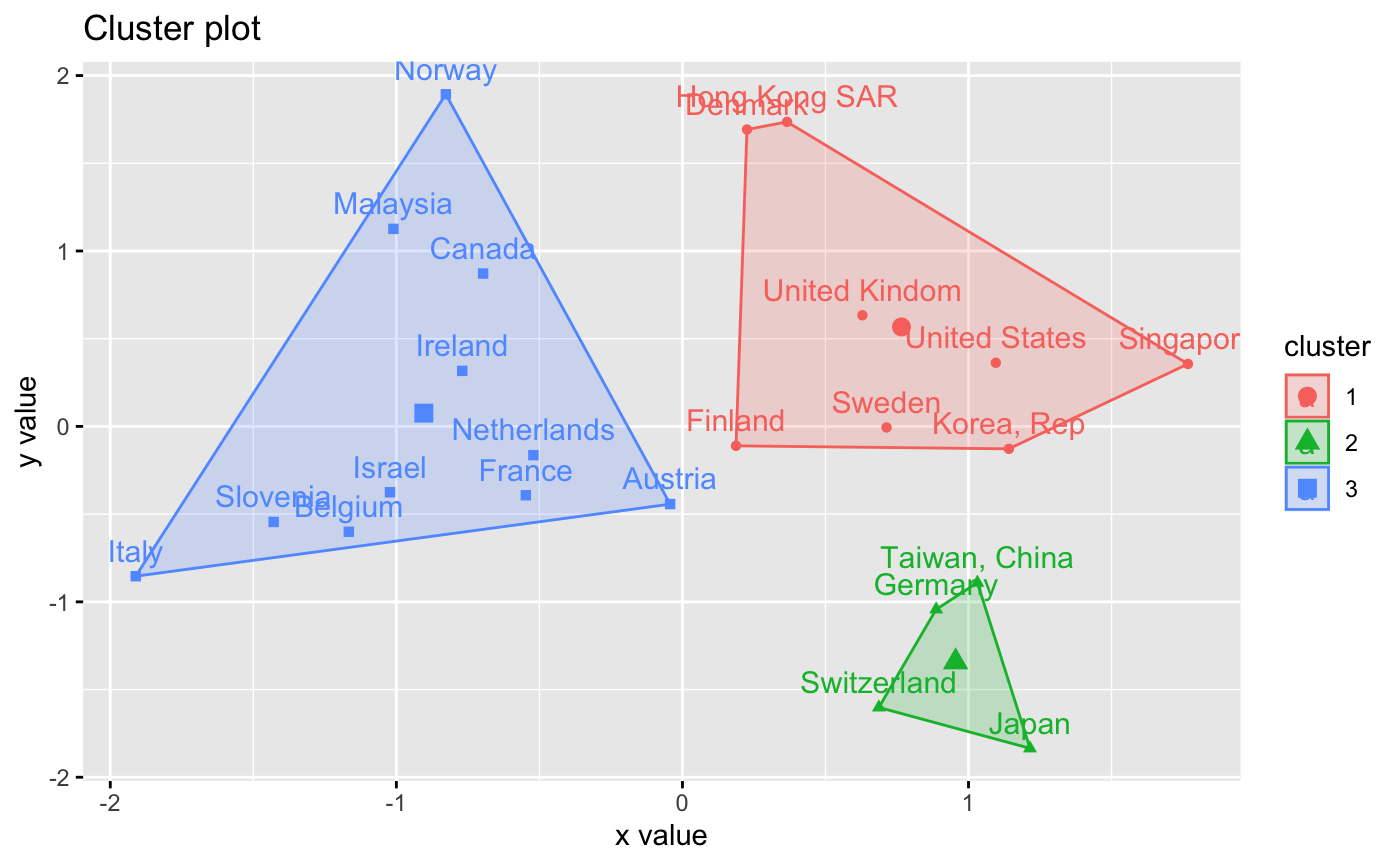 Cluster plot
Norway
Hong Kong SAR
Denmark
Malaysia
Canada
United Kindom
United States
Singapor
Ireland
Sweden
Finland
Korea, Rep
Netherlands
Israel
France
Austria
Slovenia
Belgium
Italy
Taiwan, China
Germany
Switzerland
Japan
2
1
0
-1
-2
y value
-2
-1
0
1
x value
cluster
1
2
3